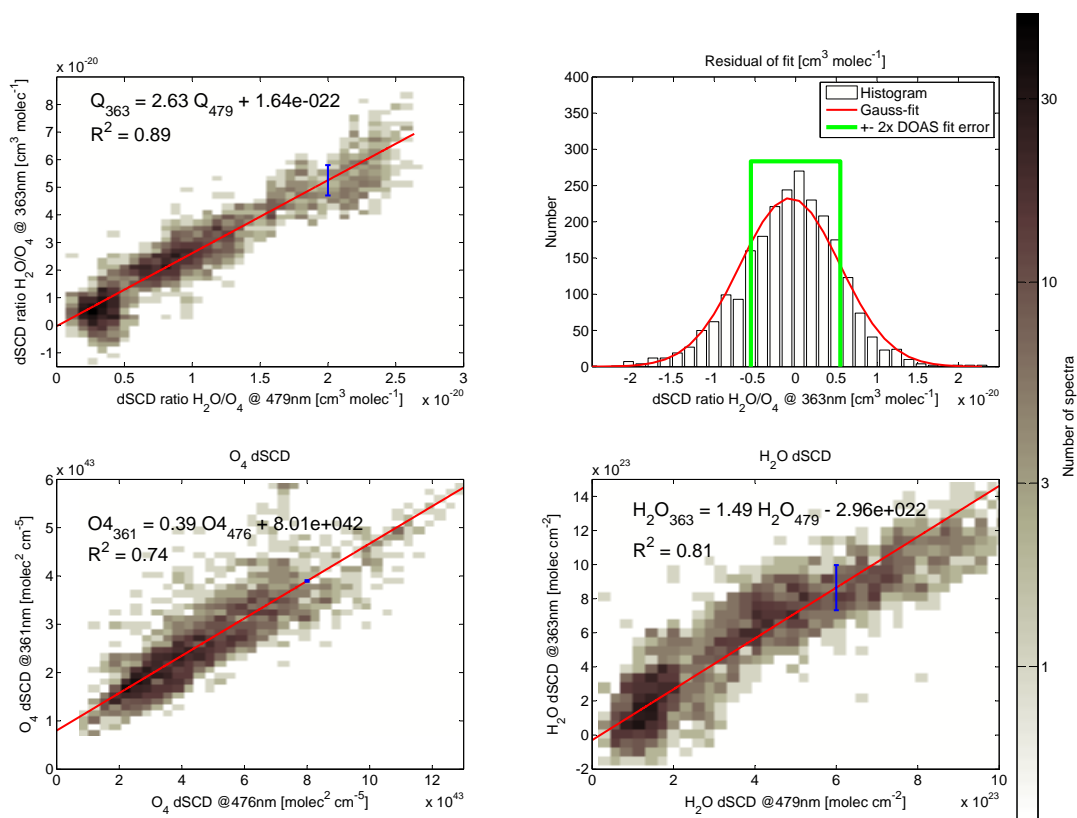 x 10^-20
Q_363 = 2.63 Q_479 + 1.64e-022
R^2 = 0.89
dSCD ratio H_2O/O_4 @ 363nm [cm^3 molec^-1]
9
8
7
6
5
4
3
2
1
0
-1
0 0.5 1 1.5 2 2.5 3
dSCD ratio H_2O/O_4 @ 479nm [cm^3 molec^-1] x 10^-20
Residual of fit [cm^3 molec^-1]
Histogram
Gauss-fit
+- 2x DOAS fit error
Number
400
350
300
250
200
150
100
50
0
-2 -1.5 -1 -0.5 0 0.5 1 1.5 2
dSCD ratio H_2O/O_4 @ 363nm [cm^3 molec^-1] x 10^-20
O_4 dSCD
x 10^43
O4_361 = 0.39 O4_476 + 8.01e+042
R^2 = 0.74
O_4 dSCD @361nm [molec^2 cm^-5]
6
5
4
3
2
1
0
0 2 4 6 8 10 12
O_4 dSCD @476nm [molec^2 cm^-5] x 10^43
H_2O dSCD
x 10^23
H_2O_363 = 1.49 H_2O_479 - 2.96e+022
R^2 = 0.81
H_2O dSCD @363nm [molec cm^-2]
14
12
10
8
6
4
2
0
-2
0 2 4 6 8 10
H_2O dSCD @479nm [molec cm^-2] x 10^23
30
10
3
1
Number of spectra